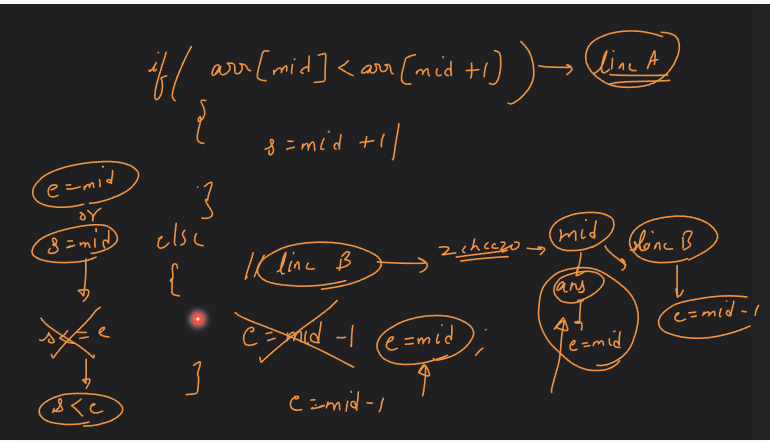 if( arr[mid] < arr[mid +1] ) → line A
{
s = mid +1
}
e = mid
or
s = mid
s <= e
s < e
else
{
// line B → 2 cheezo → mid line B
ans
e = mid
e = mid -1
e = mid -1 e = mid ;
e = mid -1
}